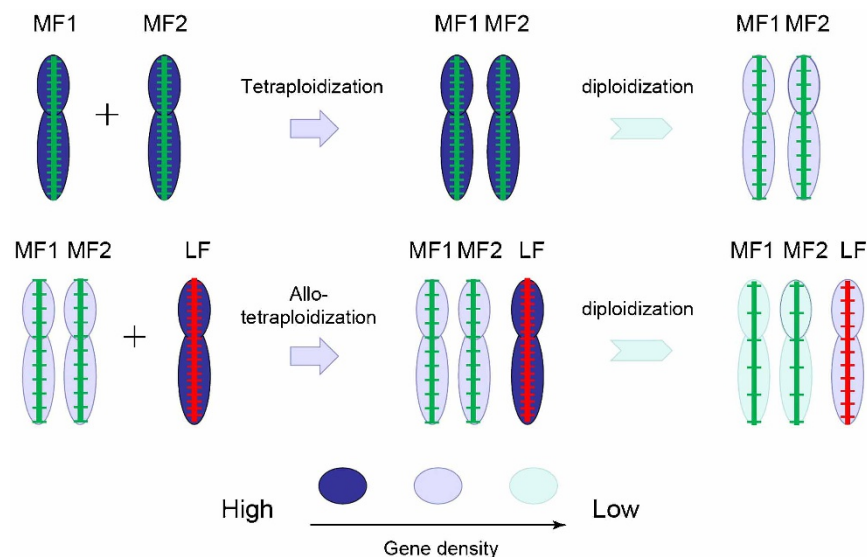 MF1 MF2 MF1 MF2 MF1 MF2
+ Tetraploidization diploidization
MF1 MF2 LF MF1 MF2 LF MF1 MF2 LF
+ Allo-
tetraploidization diploidization
High Low
Gene density